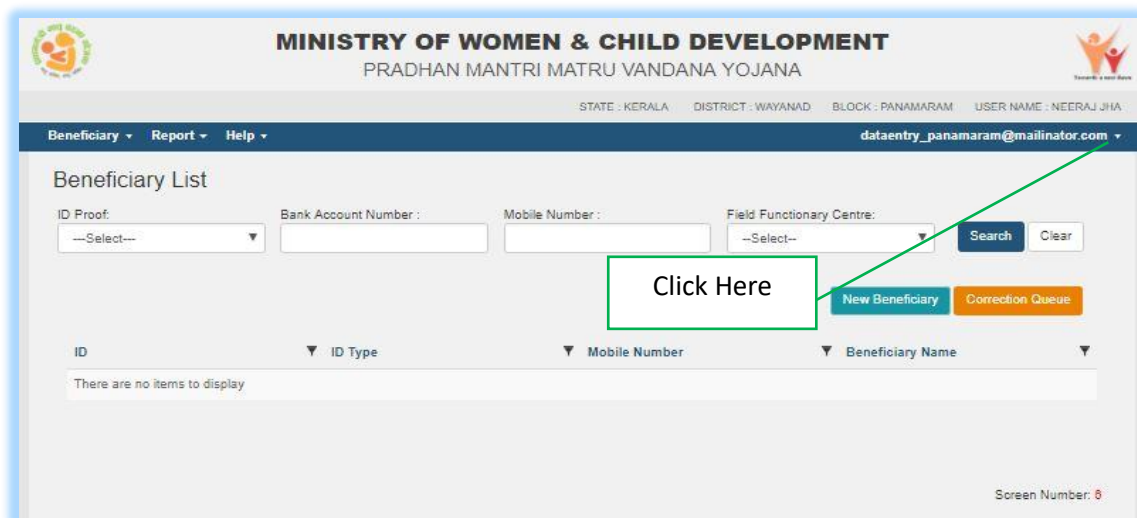 MINISTRY OF WOMEN & CHILD DEVELOPMENT
PRADHAN MANTRI MATRU VANDANA YOJANA
STATE : KERALA DISTRICT : WAYANAD BLOCK : PANAMARAM USER NAME : NEERAJ JHA
Beneficiary Report Help dataentry_panamaram@mailinator.com
Beneficiary List
ID Proof: Bank Account Number : Mobile Number : Field Functionary Centre:
---Select--- --Select-- Search Clear
Click Here
New Beneficiary Correction Queue
ID ID Type Mobile Number Beneficiary Name
There are no items to display
Screen Number: 6